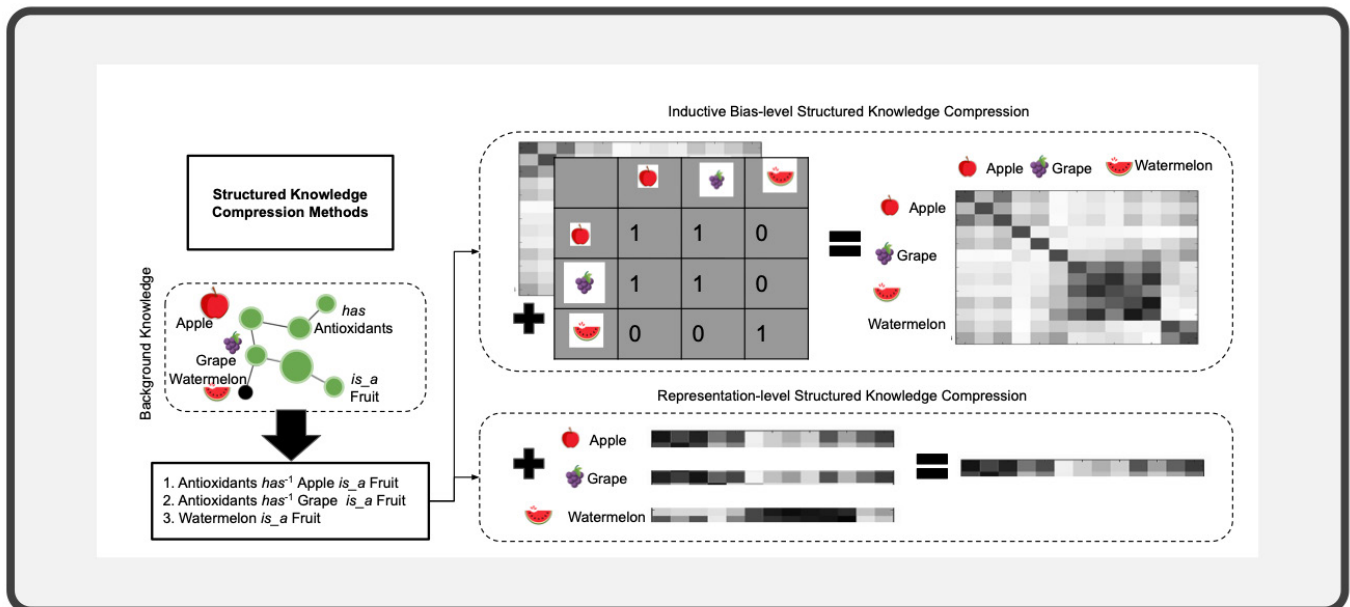 Structured Knowledge
Compression Methods
Background Knowledge
Apple
has
Antioxidants
Grape
Watermelon
is_a
Fruit
1. Antioxidants has-1 Apple is_a Fruit
2. Antioxidants has-1 Grape is_a Fruit
3. Watermelon is_a Fruit
Inductive Bias-level Structured Knowledge Compression
1 1 0
1 1 0
0 0 1
Apple Grape Watermelon
Apple
Grape
Watermelon
Representation-level Structured Knowledge Compression
Apple
Grape
Watermelon